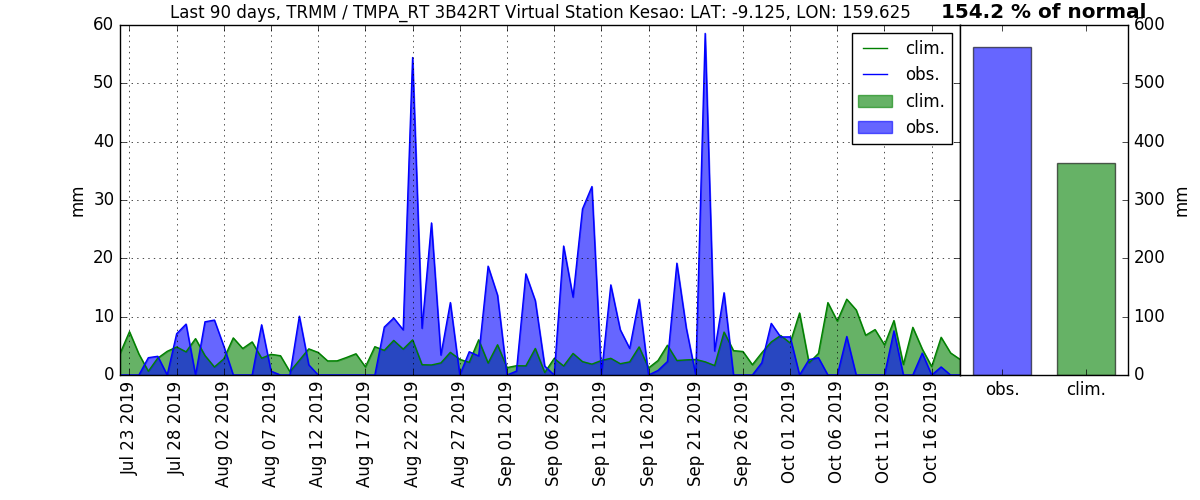 Last 90 days, TRMM / TMPA_RT 3B42RT Virtual Station Kesao: LAT: -9.125, LON: 159.625
154.2 % of normal
60
50
40
30
20
10
0
mm
clim.
obs.
clim.
obs.
600
500
400
300
200
100
0
mm
Jul 23 2019
Jul 28 2019
Aug 02 2019
Aug 07 2019
Aug 12 2019
Aug 17 2019
Aug 22 2019
Aug 27 2019
Sep 01 2019
Sep 06 2019
Sep 11 2019
Sep 16 2019
Sep 21 2019
Sep 26 2019
Oct 01 2019
Oct 06 2019
Oct 11 2019
Oct 16 2019
obs.
clim.